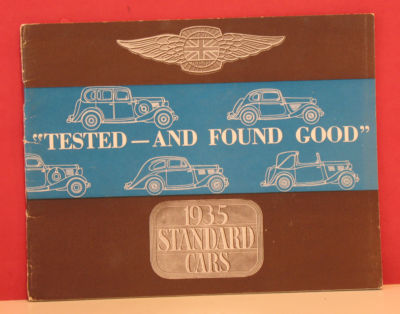 "TESTED — AND FOUND GOOD"
1935
STANDARD
CARS